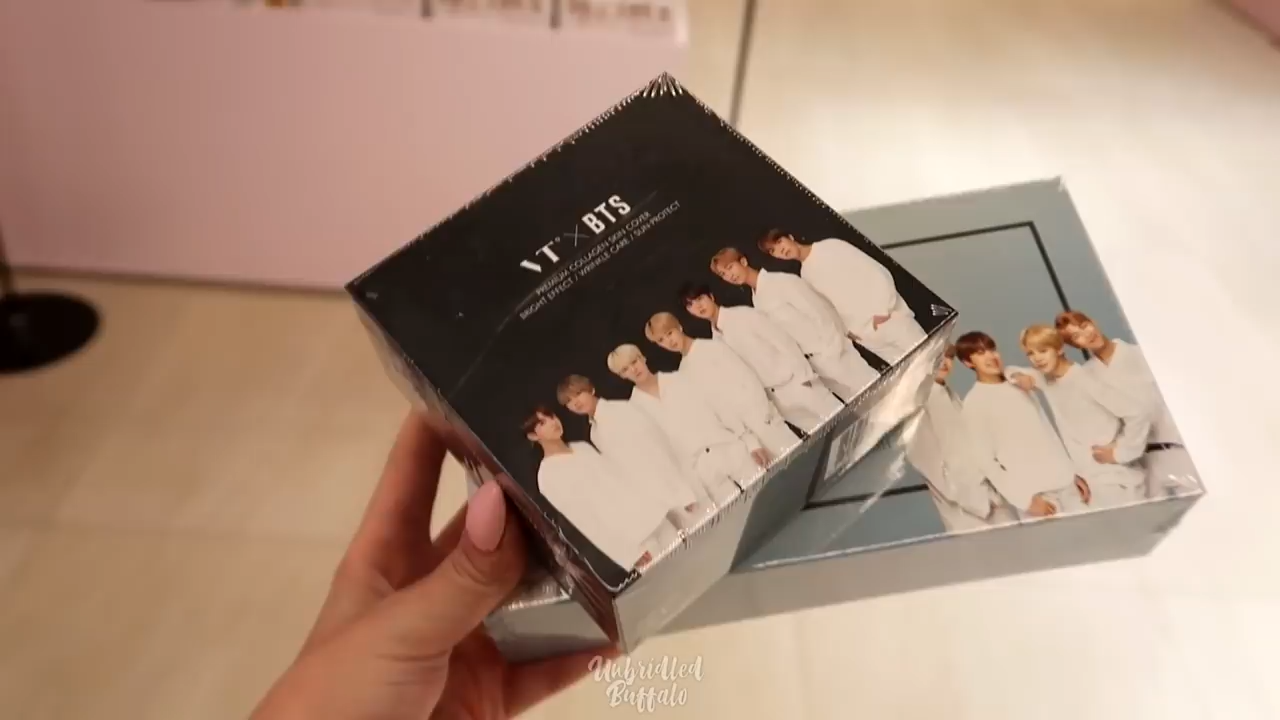 VT × BTS
PREMIUM COLLAGEN SKIN COVER
BRIGHT EFFECT / WRINKLE CARE / SUN PROTECT
Unbridled
Buffalo